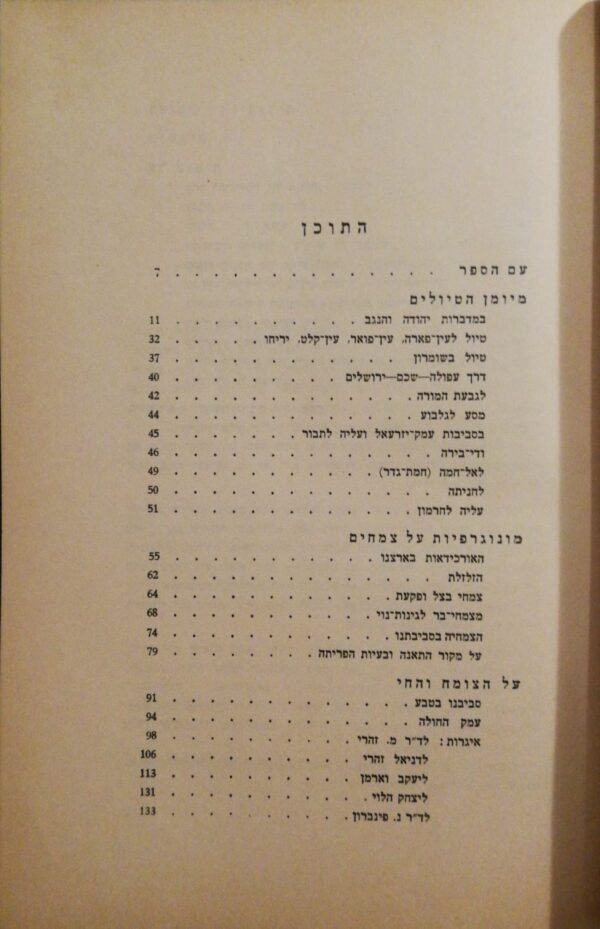 התוכן
עם הספר . . . . . . . . . . . . . . 7
מיומן הטיולים
במדברות יהודה והנגב . . . . . . . . . . 11
טיול לעין־פארה, עין־פואר, עין־קלט, יריחו . . . . . 32
טיול בשומרון . . . . . . . . . . . . 37
דרך עפולה—שכם—ירושלים . . . . . . . . . 40
לגבעת המורה . . . . . . . . . . . . 42
מסע לגלבוע . . . . . . . . . . . . 44
בסביבות עמק־יזרעאל ועליה לתבור . . . . . . . 45
ודי־בירה . . . . . . . . . . . . . 46
לאל־חמה (חמת־גדר) . . . . . . . . . . 49
לחניתה . . . . . . . . . . . . . 50
עליה לחרמון . . . . . . . . . . . . 51
מונוגרפיות על צמחים
האורכידאות בארצנו . . . . . . . . . . 55
הזלזלת . . . . . . . . . . . . . 62
צמחי בצל ופקעת . . . . . . . . . . . 64
מצמחי־בר לגינות־נוי . . . . . . . . . . 68
הצמחיה בסביבתנו . . . . . . . . . . . 74
על מקור התאנה ובעיות הפריתה . . . . . . . . 79
על הצומח והחי
סביבנו בטבע . . . . . . . . . . . . 91
עמק החולה . . . . . . . . . . . . 94
איגרות: לד״ר מ. זהרי . . . . . . . . . . 98
לדניאל זהרי . . . . . . . . . . . 106
ליעקב וארמן . . . . . . . . . . . 113
ליצחק הלוי . . . . . . . . . . . 131
לד״ר נ. פינברון . . . . . . . . . . . 133